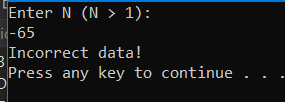 Enter N (N > 1):
-65
Incorrect data!
Press any key to continue . . .